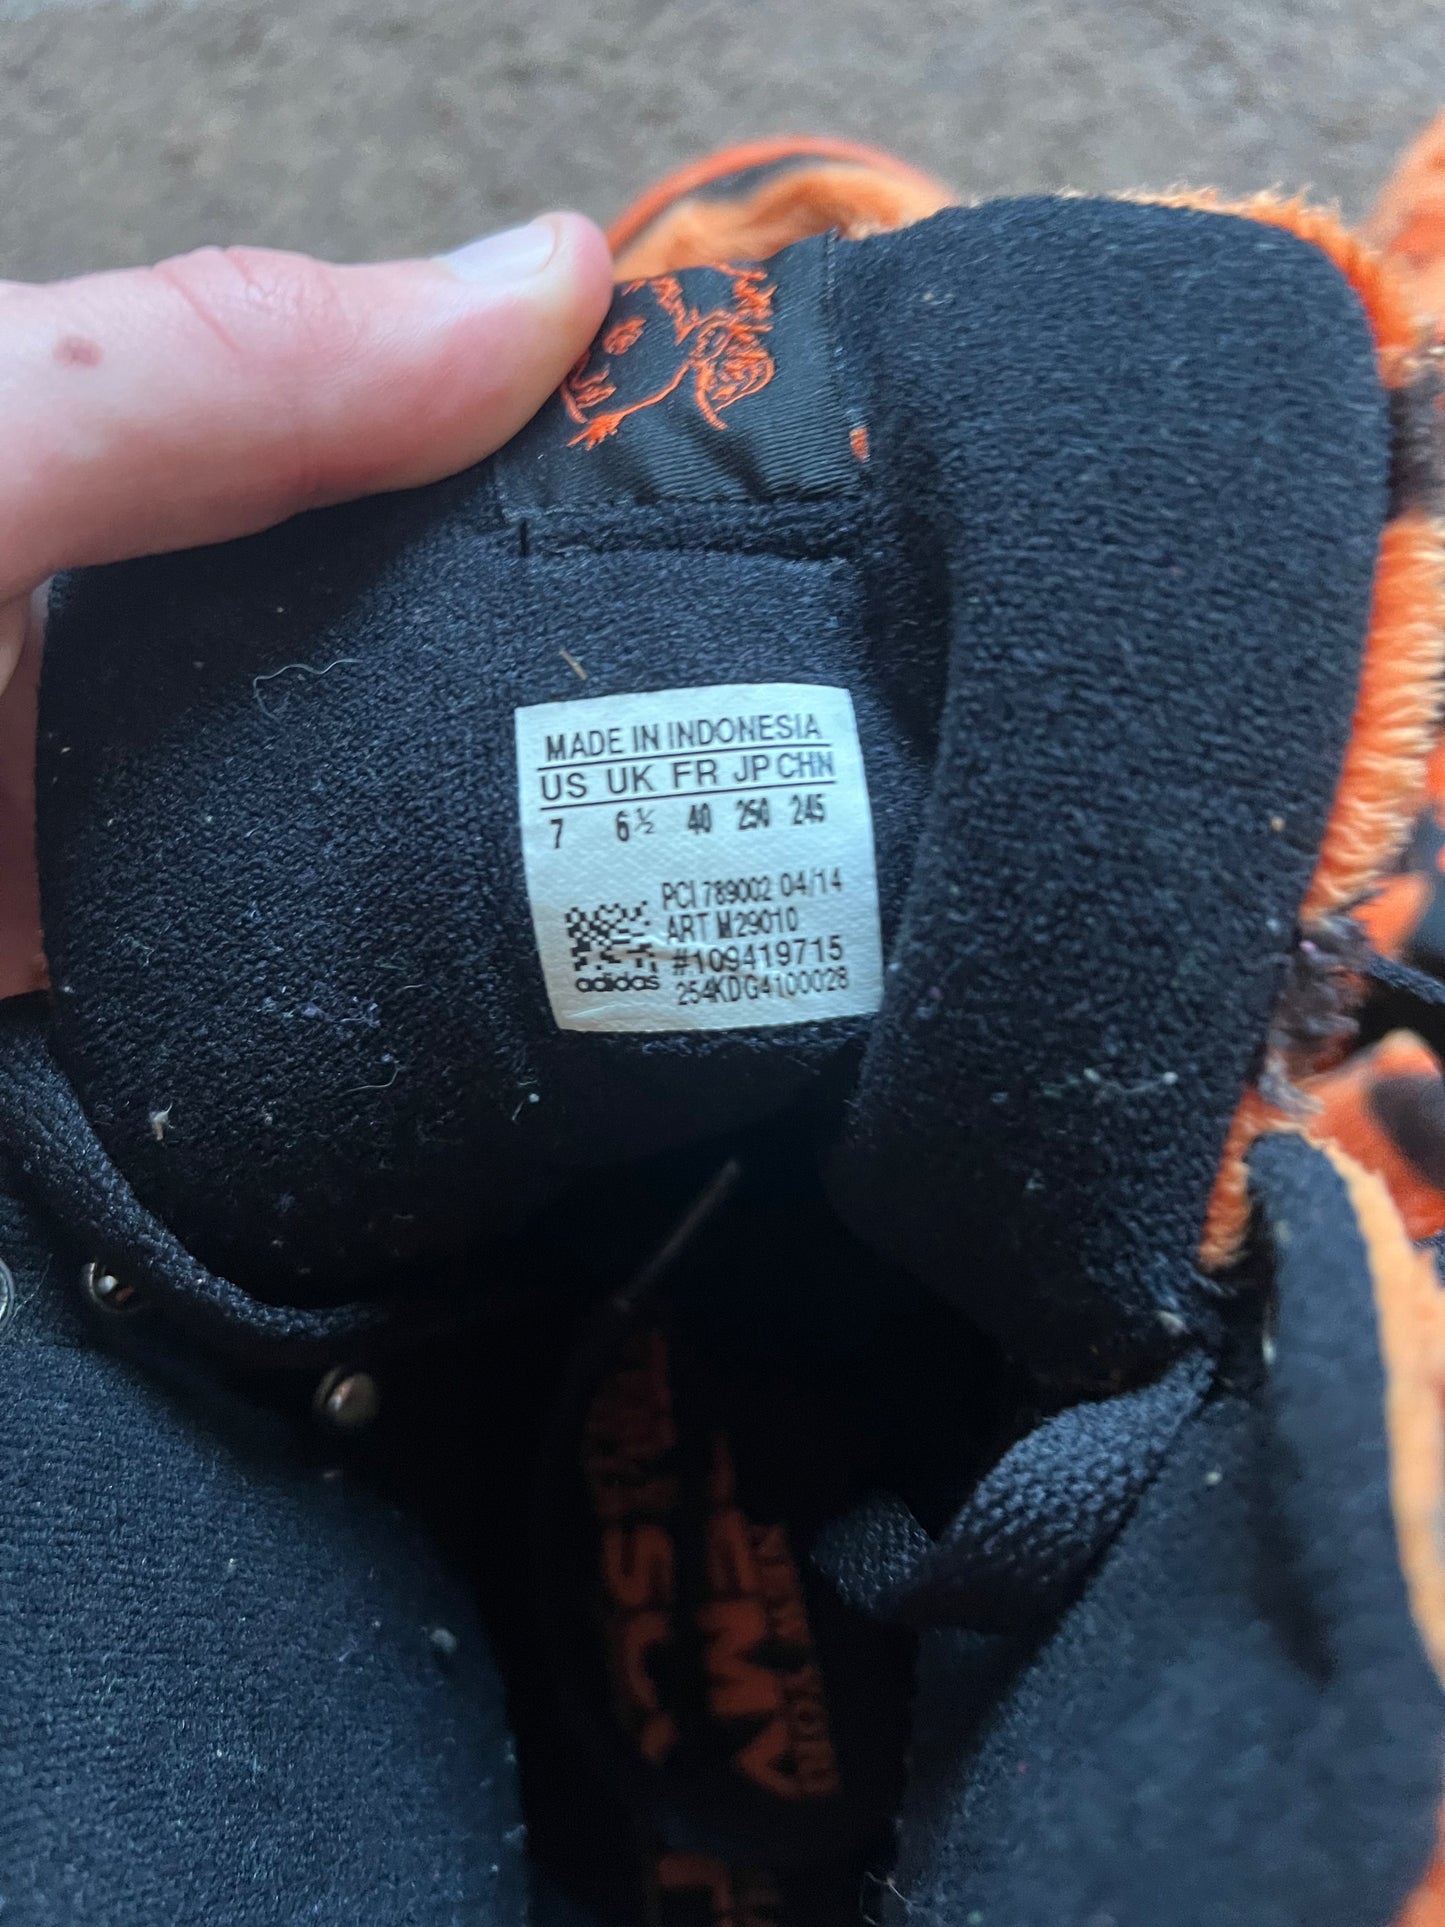 MADE IN INDONESIA
US UK FR JP CHN
7 6½ 40 250 245
PCI 789002 04/14
ART M29010
#109419715
254KDG4100028
adidas